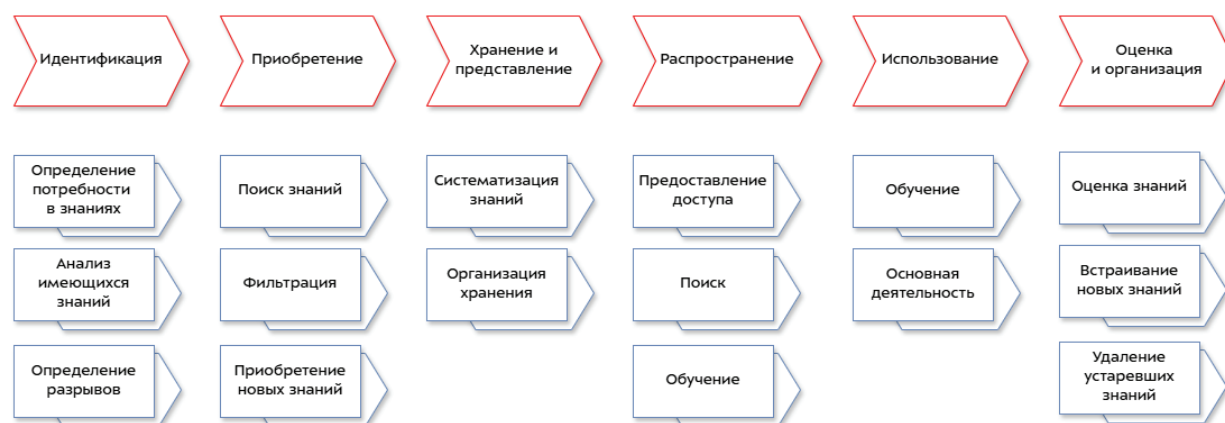 Идентификация
Приобретение
Хранение и
представление
Распространение
Использование
Оценка
и организация
Определение
потребности
в знаниях
Поиск знаний
Систематизация
знаний
Предоставление
доступа
Обучение
Оценка знаний
Анализ
имеющихся
знаний
Фильтрация
Организация
хранения
Поиск
Основная
деятельность
Встраивание
новых знаний
Определение
разрывов
Приобретение
новых знаний
Обучение
Удаление
устаревших
знаний